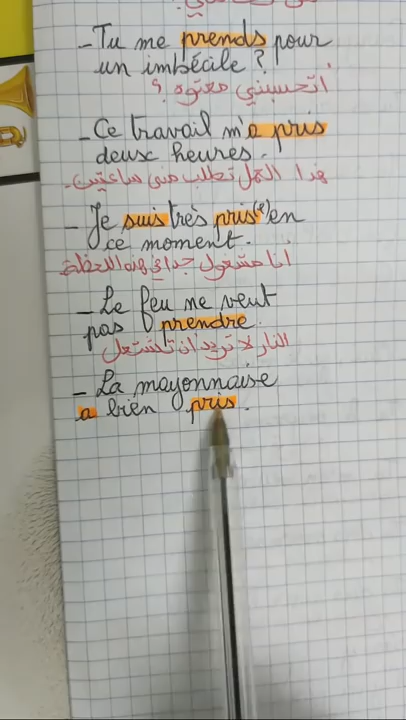 - Tu me prends pour
un imbécile ?
أتحسبني معتوه ؟
- Ce travail m'a pris
deux heures.
هذا العمل تطلب مني ساعتين.
- Je suis très pris(e) en
ce moment.
أنا مشغول جدا في هذه اللحظة
- Le feu ne veut
pas prendre.
النار لا تريد أن تشتعل
- La mayonnaise
a bien pris.